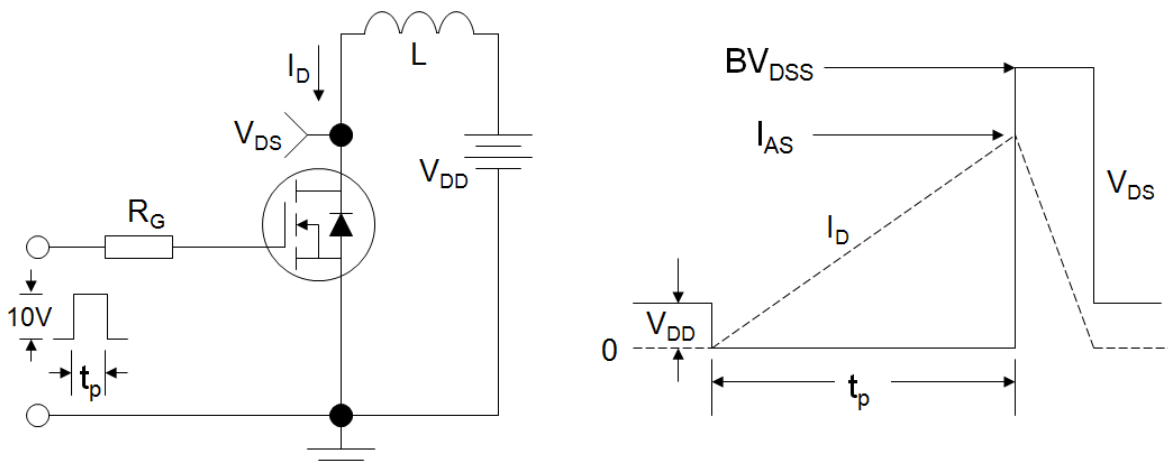 I_D
L
V_DS
V_DD
R_G
10V
t_p
BV_DSS
I_AS
V_DS
I_D
V_DD
0
t_p